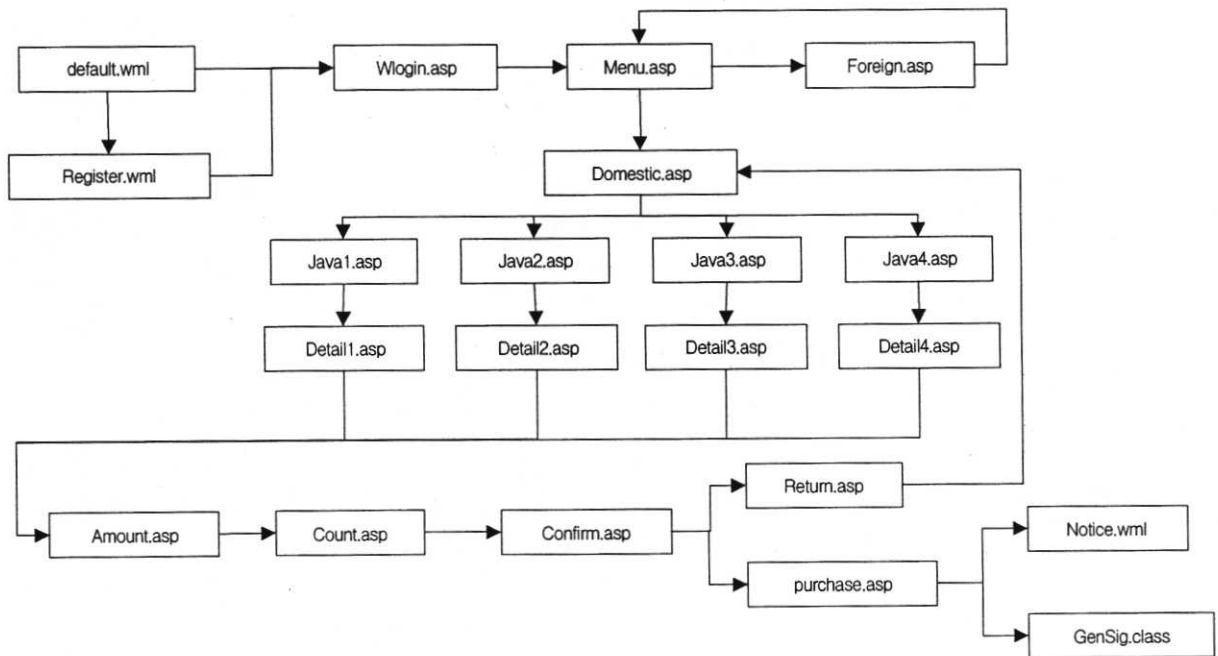 default.wml
Wlogin.asp
Menu.asp
Foreign.asp
Register.wml
Domestic.asp
Java1.asp
Java2.asp
Java3.asp
Java4.asp
Detail1.asp
Detail2.asp
Detail3.asp
Detail4.asp
Return.asp
Amount.asp
Count.asp
Confirm.asp
Notice.wml
purchase.asp
GenSig.class